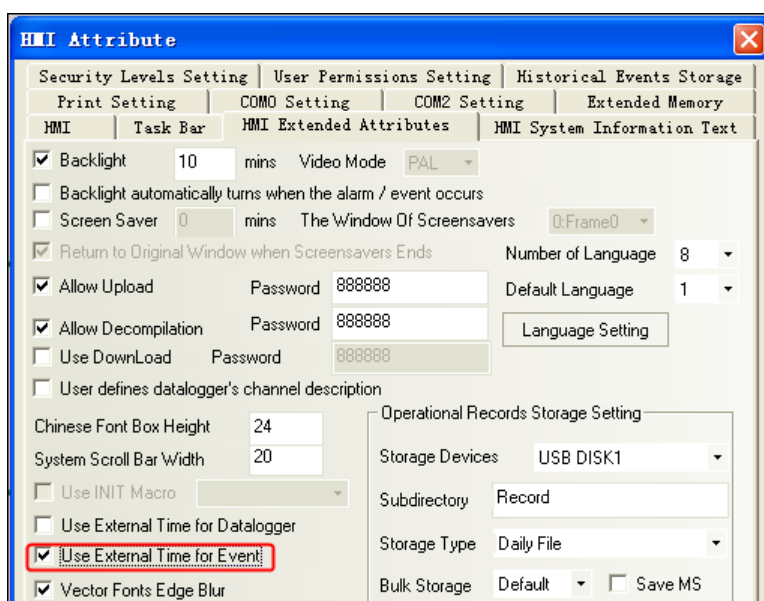 HMI Attribute
Security Levels Setting User Permissions Setting Historical Events Storage
Print Setting COM0 Setting COM2 Setting Extended Memory
HMI Task Bar HMI Extended Attributes HMI System Information Text
Backlight 10 mins Video Mode PAL
Backlight automatically turns when the alarm / event occurs
Screen Saver 0 mins The Window Of Screensavers 0:Frame0
Return to Original Window when Screensavers Ends Number of Language 8
Allow Upload Password 888888 Default Language 1
Allow Decompilation Password 888888 Language Setting
Use DownLoad Password 888888
User defines datalogger's channel description
Chinese Font Box Height 24 Operational Records Storage Setting
System Scroll Bar Width 20 Storage Devices USB DISK1
Use INIT Macro Subdirectory Record
Use External Time for Datalogger
Use External Time for Event Storage Type Daily File
Vector Fonts Edge Blur Bulk Storage Default Save MS